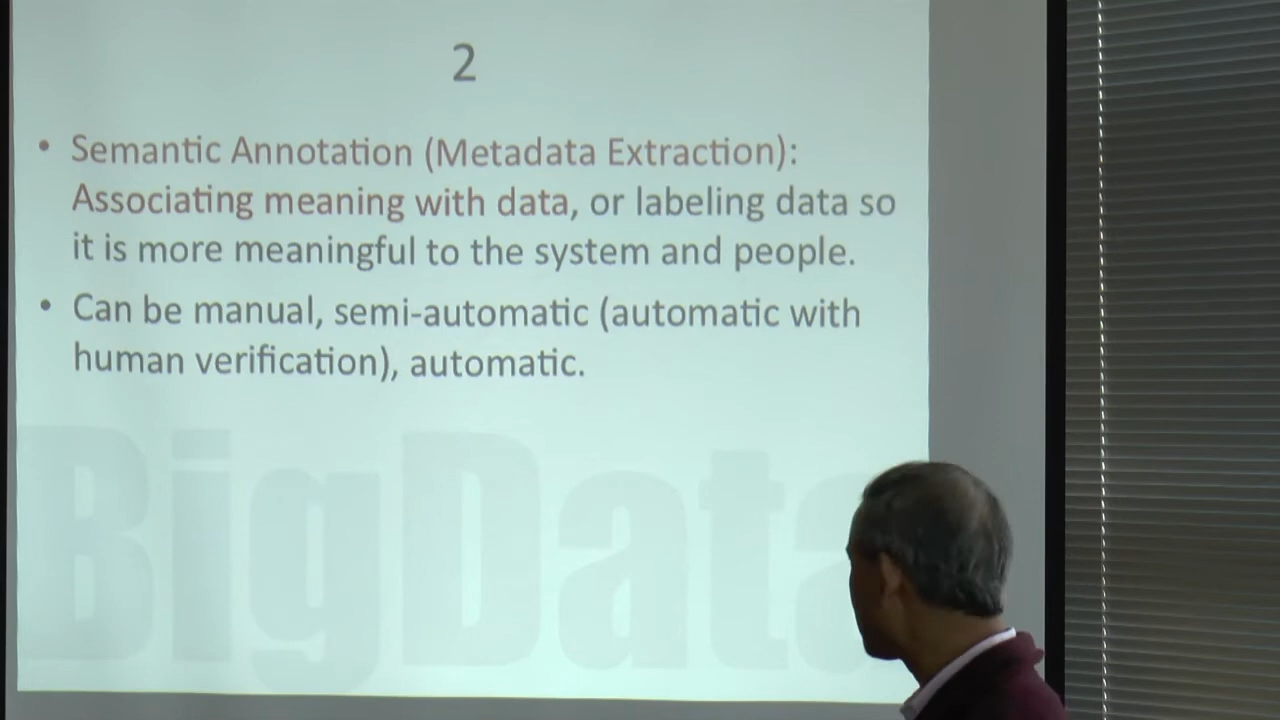 2
• Semantic Annotation (Metadata Extraction):
Associating meaning with data, or labeling data so
it is more meaningful to the system and people.
• Can be manual, semi-automatic (automatic with
human verification), automatic.
BigData